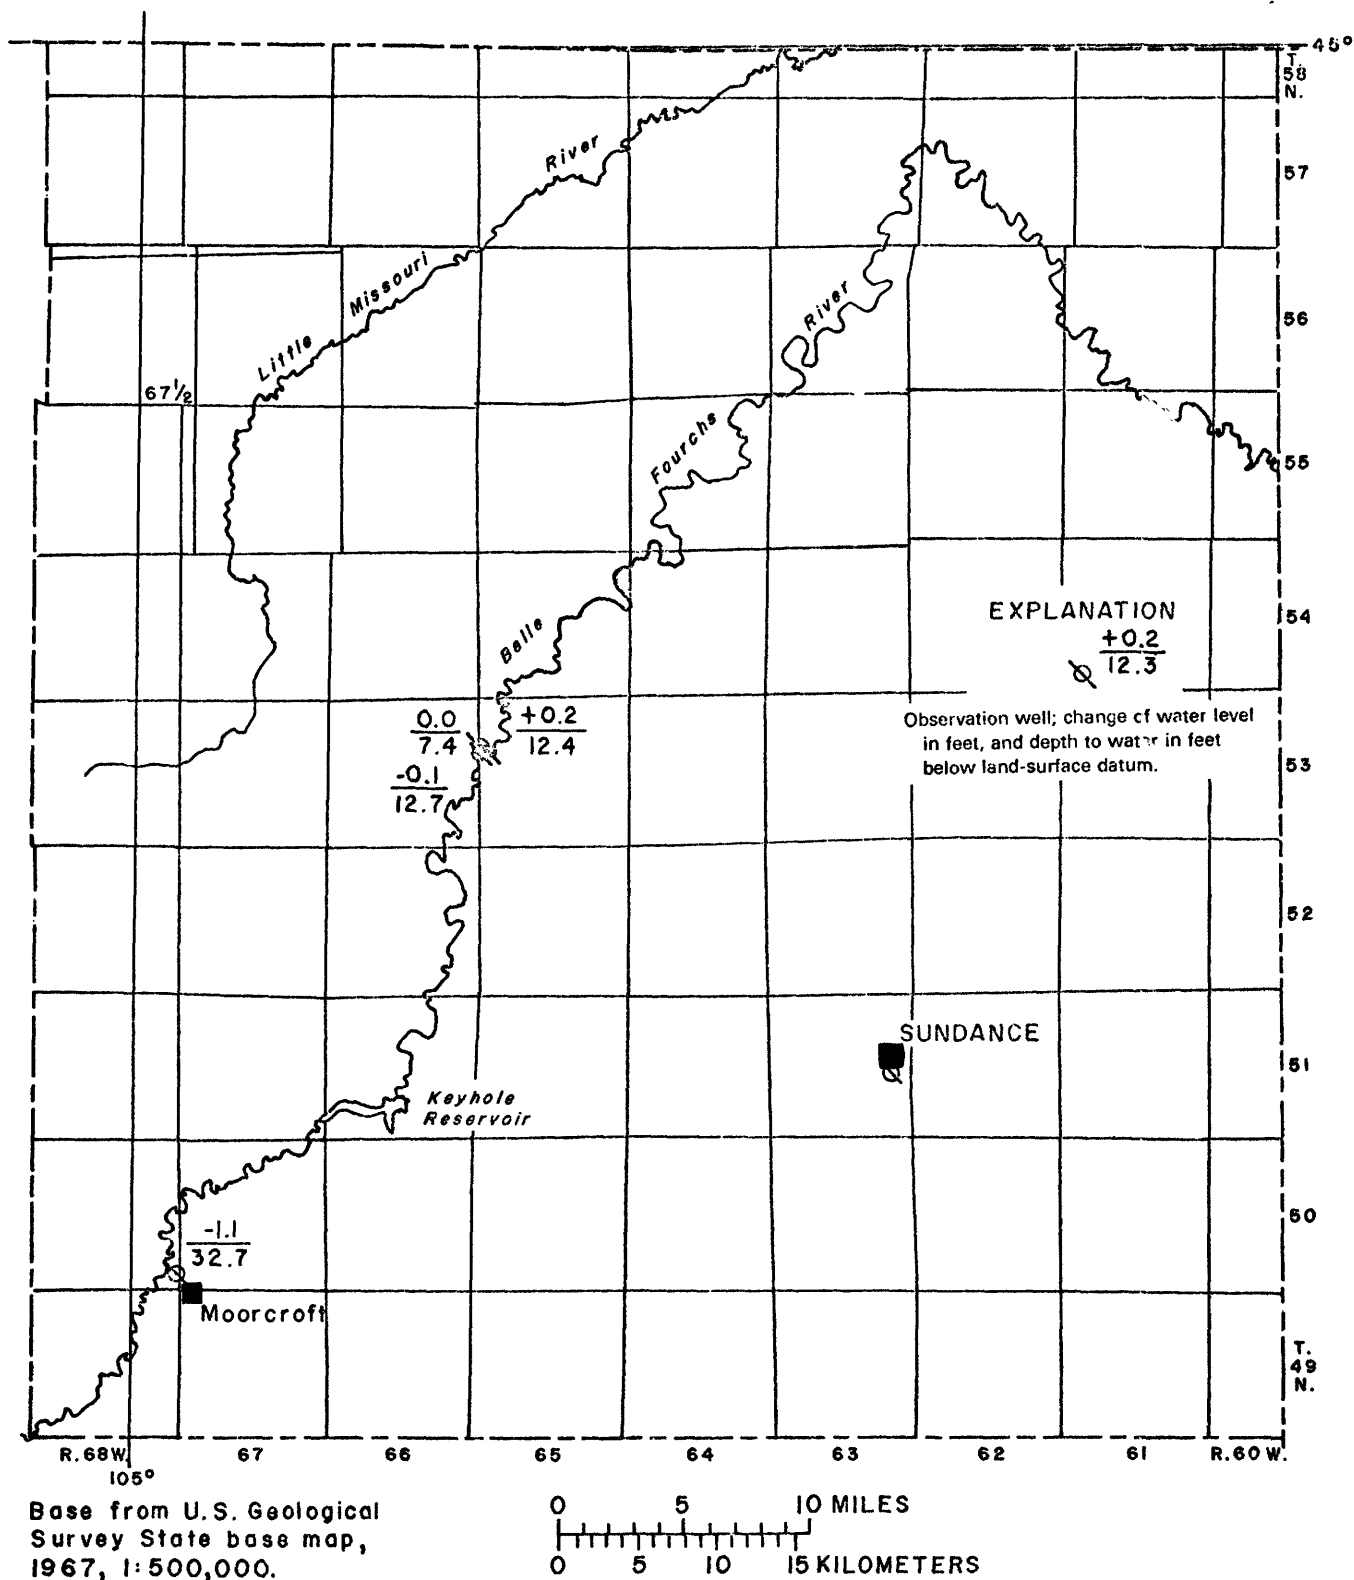 45°
T.
58
N.
River
57
Missouri
River
56
Little
67 1/2
Fourchs
55
EXPLANATION
54
+0.2
12.3
Belle
Observation well; change of water level
in feet, and depth to water in feet
below land-surface datum.
0.0
7.4
+0.2
12.4
-0.1
12.7
53
52
SUNDANCE
51
Keyhole
Reservoir
50
-1.1
32.7
Moorcroft
T.
49
N.
R.68W. 67 66 65 64 63 62 61 R.60W.
105°
Base from U.S. Geological
Survey State base map,
1967, 1:500,000.
0 5 10 MILES
0 5 10 15 KILOMETERS